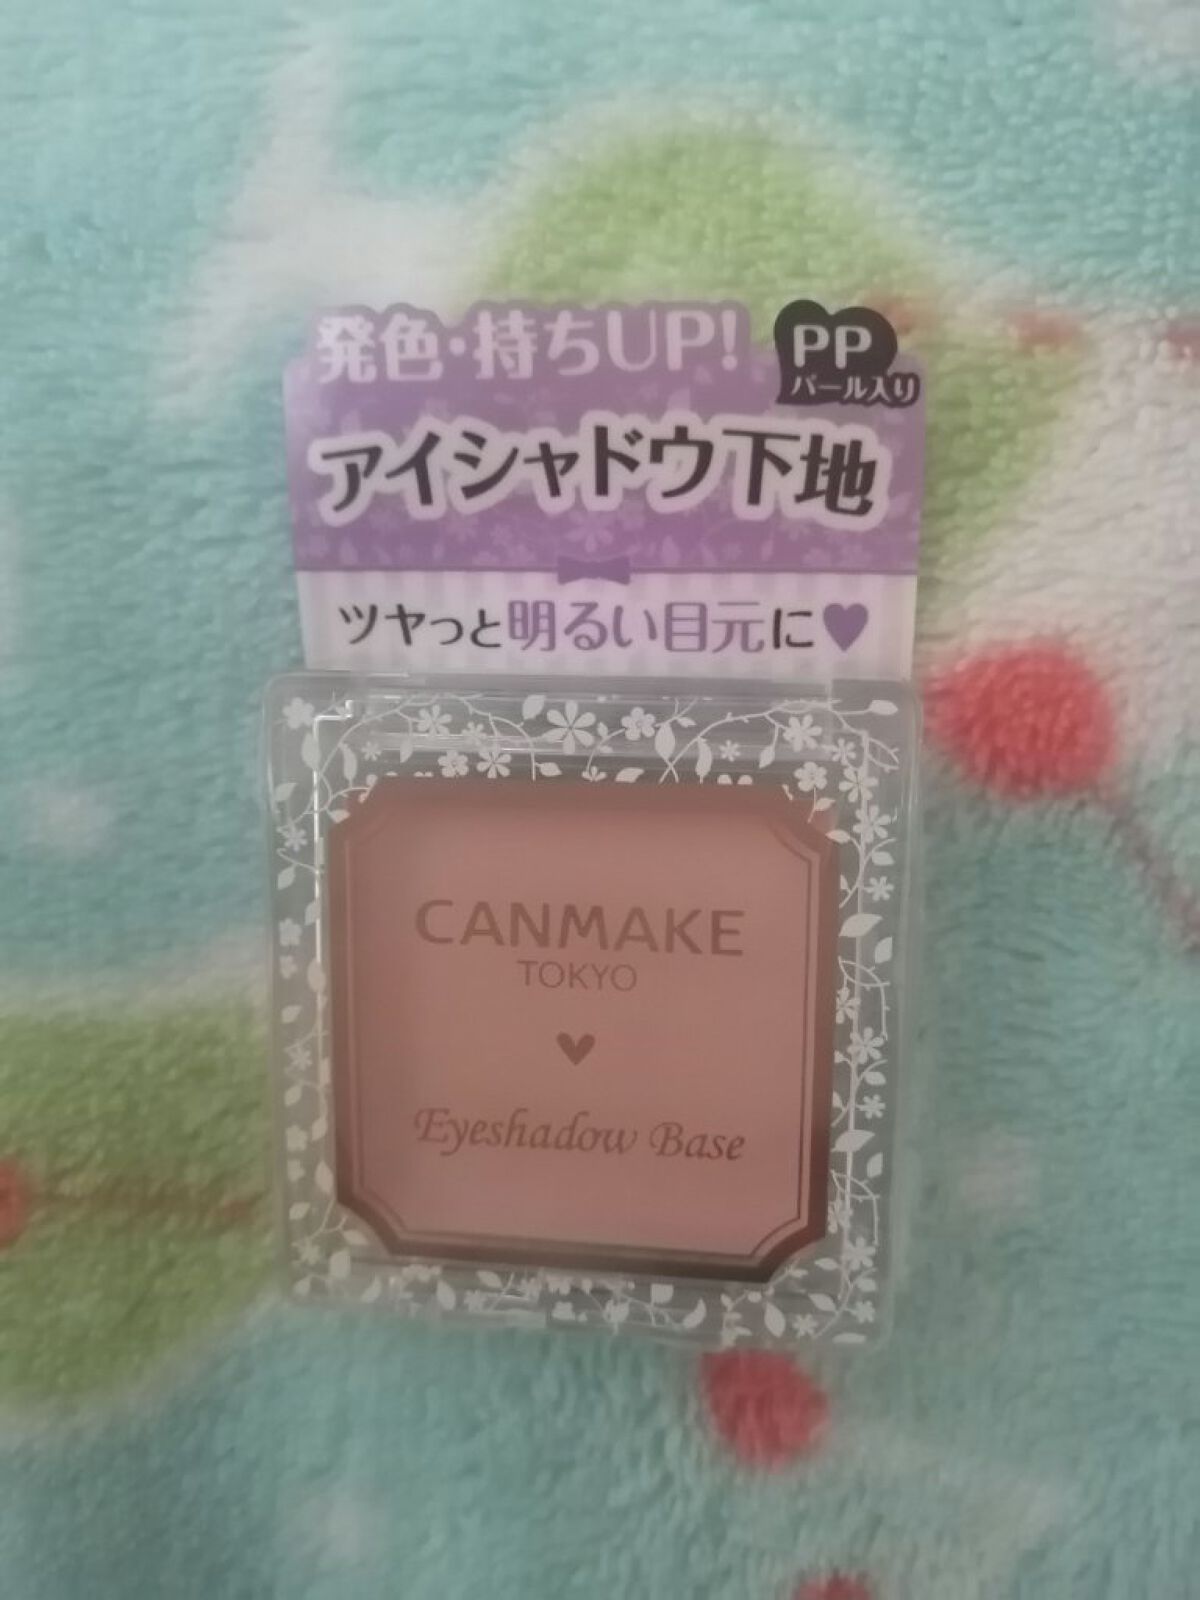 発色・持ちUP!
PP
パール入り
アイシャドウ下地
ツヤっと明るい目元に♥
CANMAKE
TOKYO
♥
Eyeshadow Base